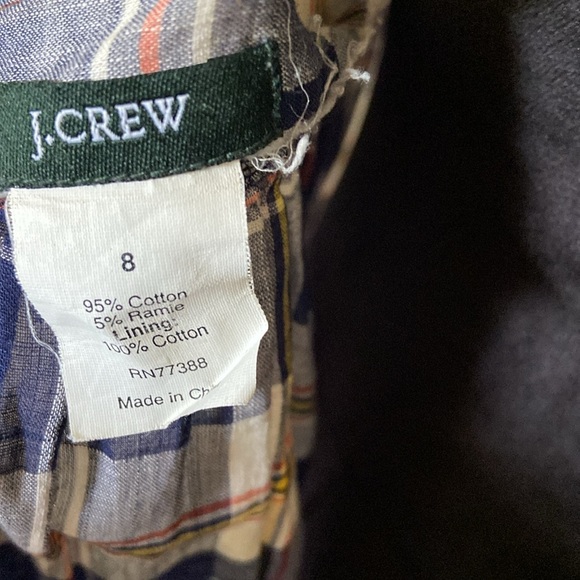 J.CREW
8
95% Cotton
5% Ramie
Lining:
100% Cotton
RN77388
Made in Ch